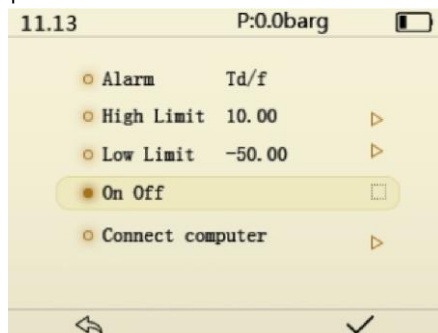 11.13 P:0.0barg
Alarm Td/f
High Limit 10.00
Low Limit -50.00
On Off
Connect computer